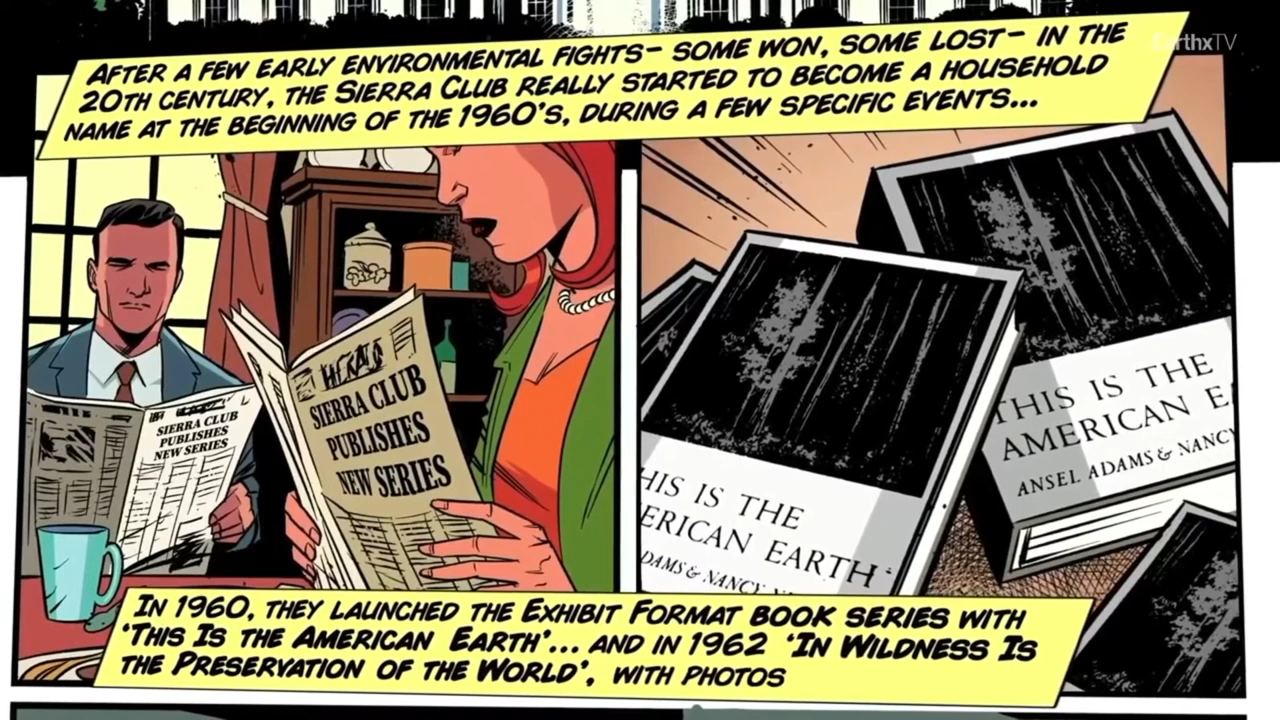 EarthxTV
AFTER A FEW EARLY ENVIRONMENTAL FIGHTS- SOME WON, SOME LOST- IN THE
20TH CENTURY, THE SIERRA CLUB REALLY STARTED TO BECOME A HOUSEHOLD
NAME AT THE BEGINNING OF THE 1960'S, DURING A FEW SPECIFIC EVENTS...
SIERRA CLUB
PUBLISHES
NEW SERIES
HERALD
SIERRA CLUB
PUBLISHES
NEW SERIES
HIS IS THE
ERICAN EARTH
DAMS & NANCY
THIS IS THE
AMERICAN E
ANSEL ADAMS & NANCY
IN 1960, THEY LAUNCHED THE EXHIBIT FORMAT BOOK SERIES WITH
'THIS IS THE AMERICAN EARTH'... AND IN 1962 'IN WILDNESS IS
THE PRESERVATION OF THE WORLD', WITH PHOTOS